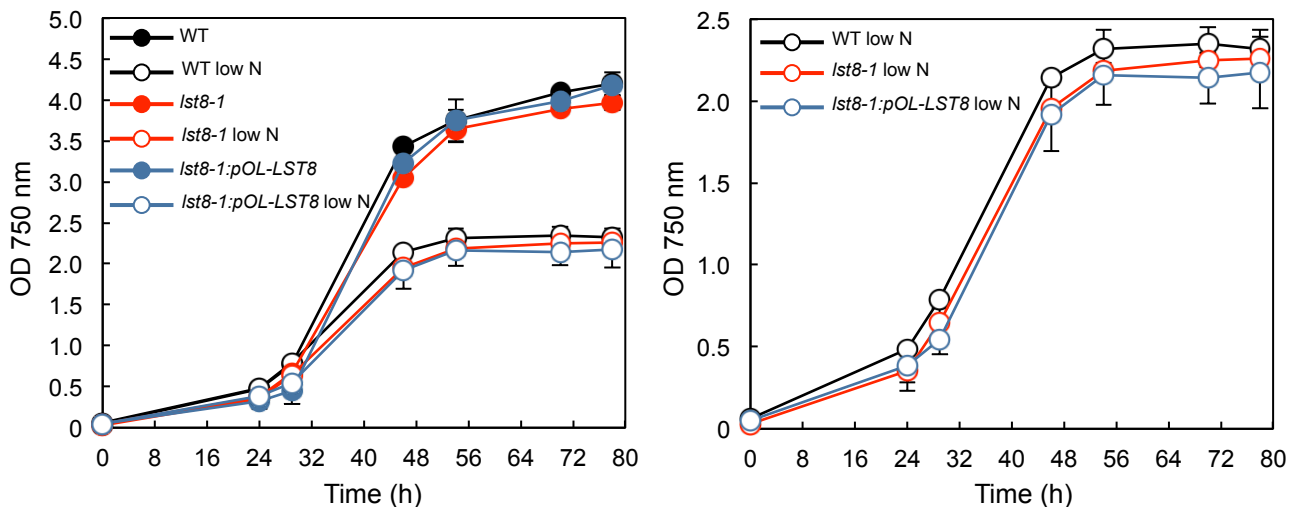 5.0
4.5
4.0
3.5
3.0
2.5
2.0
1.5
1.0
0.5
0
OD 750 nm
WT
WT low N
lst8-1
lst8-1 low N
lst8-1:pOL-LST8
lst8-1:pOL-LST8 low N
0 8 16 24 32 40 48 56 64 72 80
Time (h)
2.5
2.0
1.5
1.0
0.5
0
OD 750 nm
WT low N
lst8-1 low N
lst8-1:pOL-LST8 low N
0 8 16 24 32 40 48 56 64 72 80
Time (h)